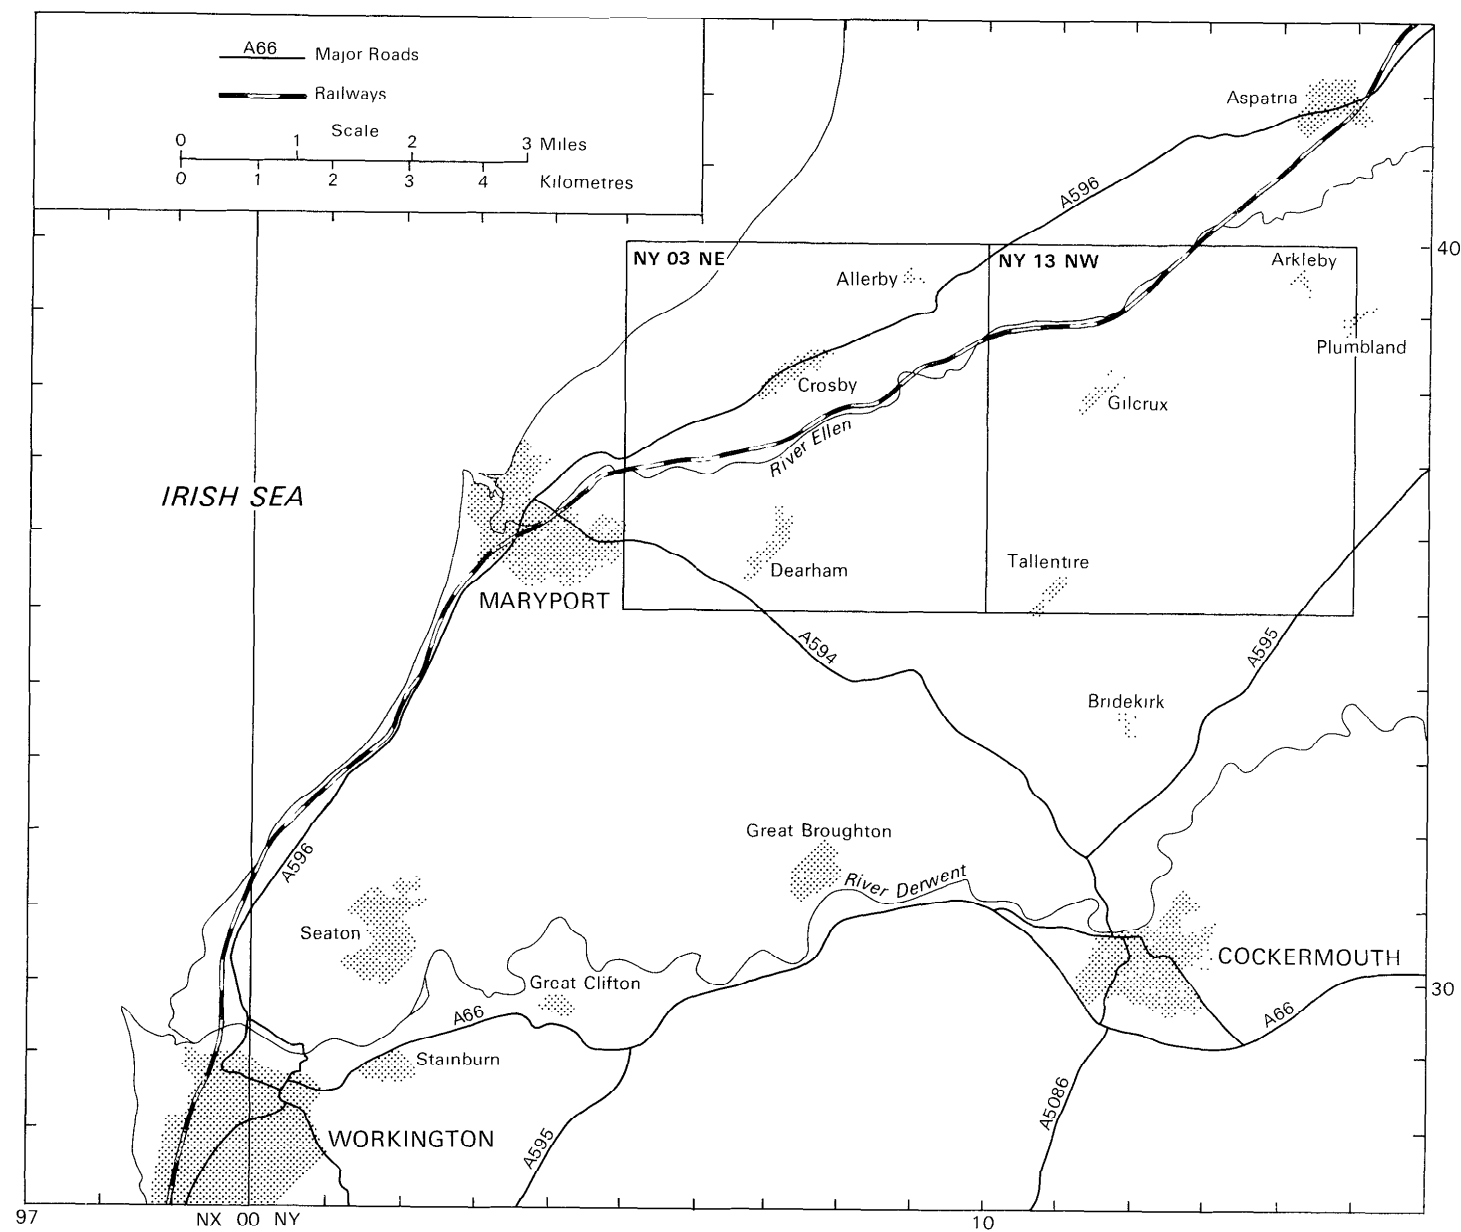 A66 Major Roads
Railways
Scale
0 1 2 3 Miles
0 1 2 3 4 Kilometres
Aspatria
A596
NY 03 NE
NY 13 NW
40
Allerby
Arkleby
Plumbland
Crosby
Gilcrux
River Ellen
IRISH SEA
Dearham
Tallentire
MARYPORT
A594
A595
Bridekirk
Great Broughton
A596
River Derwent
Seaton
COCKERMOUTH
Great Clifton
30
A66
A66
Stainburn
A5086
WORKINGTON
A595
97
NX 00 NY
10